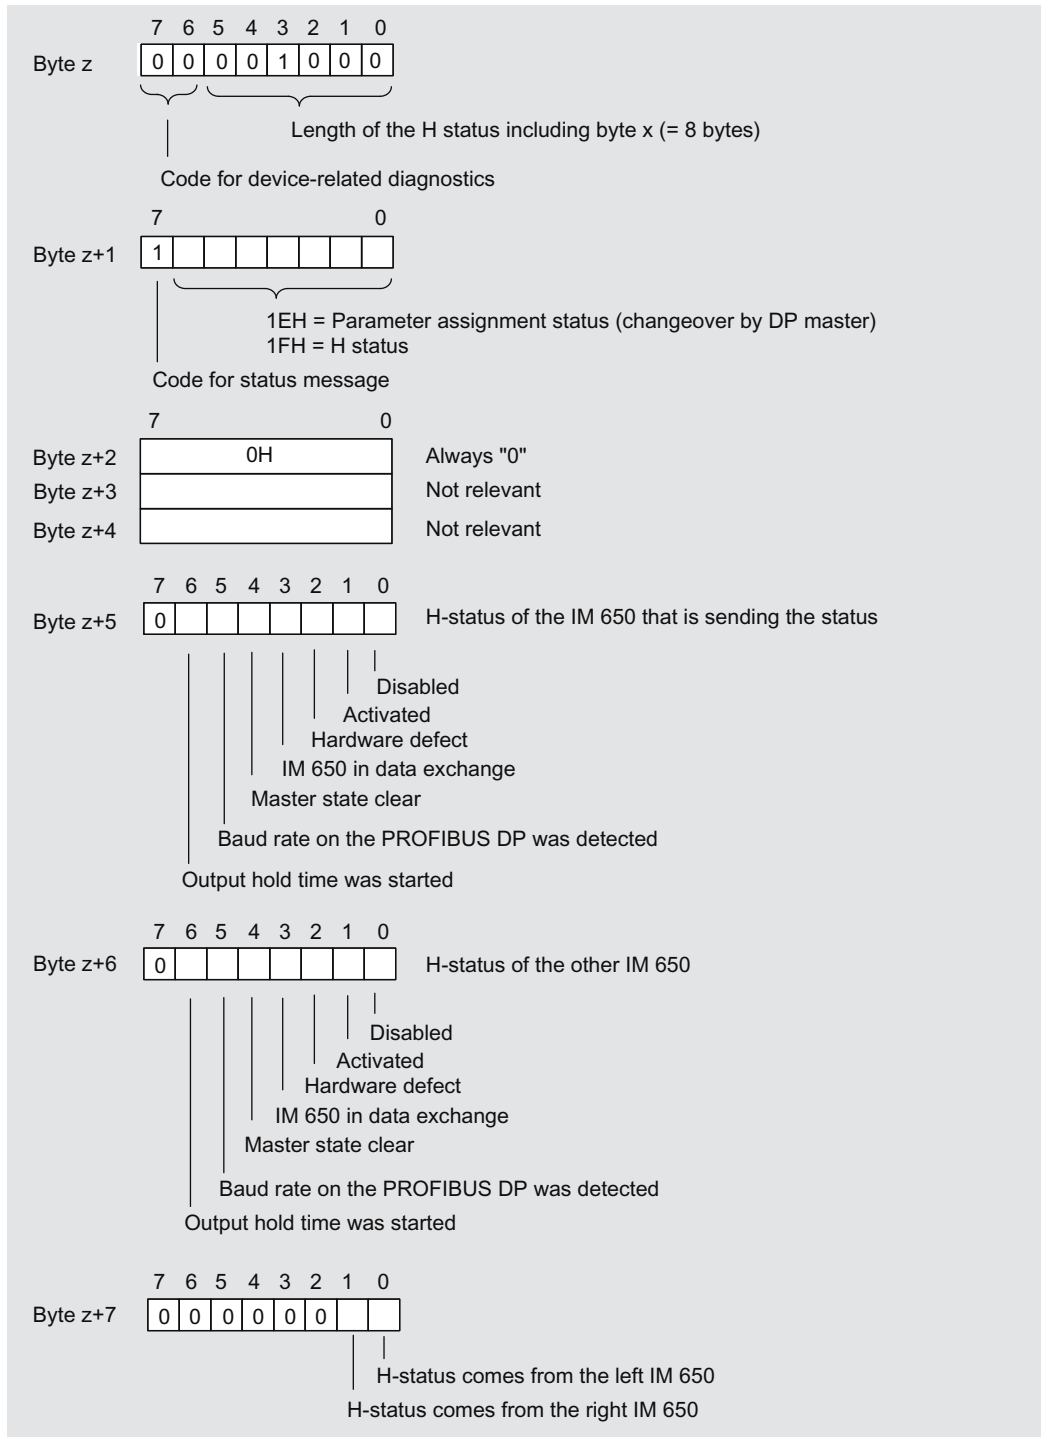 7 6 5 4 3 2 1 0
Byte z 0 0 0 0 1 0 0 0
Length of the H status including byte x (= 8 bytes)
Code for device-related diagnostics
7 0
Byte z+1 1
1EH = Parameter assignment status (changeover by DP master)
1FH = H status
Code for status message
7 0
Byte z+2 0H Always "0"
Byte z+3 Not relevant
Byte z+4 Not relevant
7 6 5 4 3 2 1 0
Byte z+5 0 H-status of the IM 650 that is sending the status
Disabled
Activated
Hardware defect
IM 650 in data exchange
Master state clear
Baud rate on the PROFIBUS DP was detected
Output hold time was started
7 6 5 4 3 2 1 0
Byte z+6 0 H-status of the other IM 650
Disabled
Activated
Hardware defect
IM 650 in data exchange
Master state clear
Baud rate on the PROFIBUS DP was detected
Output hold time was started
7 6 5 4 3 2 1 0
Byte z+7 0 0 0 0 0 0
H-status comes from the left IM 650
H-status comes from the right IM 650